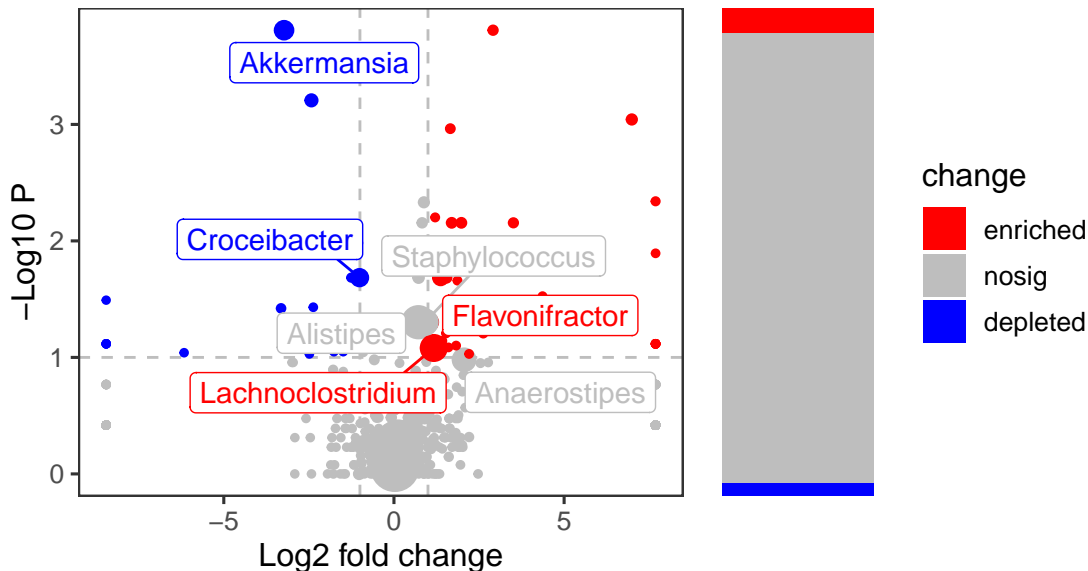 Akkermansia
Croceibacter
Staphylococcus
Alistipes
Flavonifractor
Lachnoclostridium
Anaerostipes
3
2
1
0
−Log10 P
−5
0
5
Log2 fold change
change
enriched
nosig
depleted